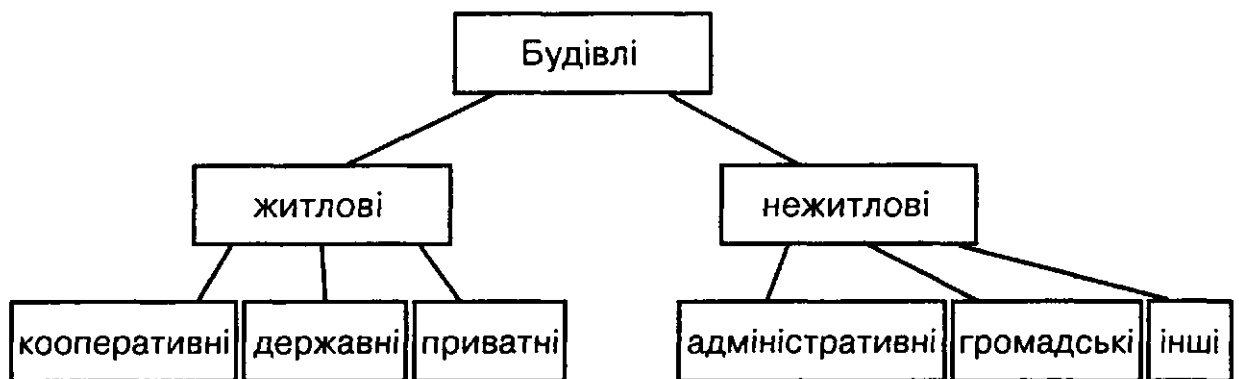 Будівлі
житлові
нежитлові
кооперативні
державні
приватні
адміністративні
громадські
інші